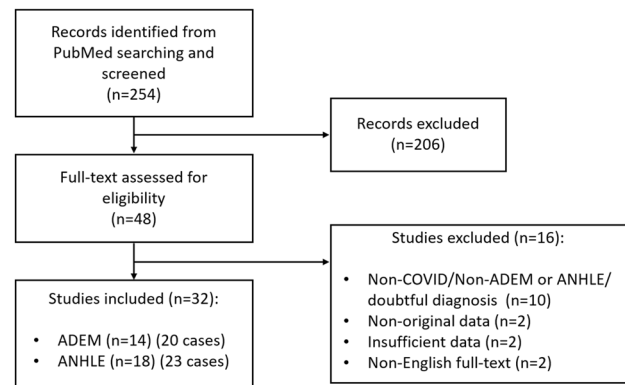 Records identified from
PubMed searching and
screened
(n=254)
Records excluded
(n=206)
Full-text assessed for
eligibility
(n=48)
Studies excluded (n=16):
• Non-COVID/Non-ADEM or ANHLE/
doubtful diagnosis (n=10)
• Non-original data (n=2)
• Insufficient data (n=2)
• Non-English full-text (n=2)
Studies included (n=32):
• ADEM (n=14) (20 cases)
• ANHLE (n=18) (23 cases)